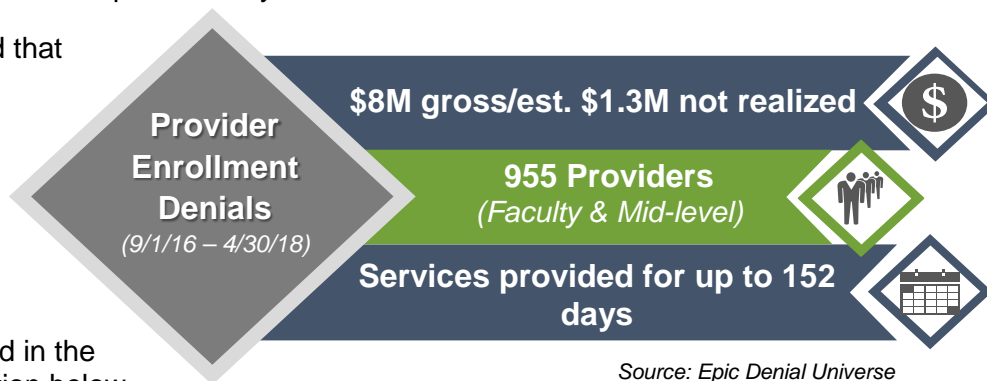 d that
Provider
Enrollment
Denials
(9/1/16 – 4/30/18)
$8M gross/est. $1.3M not realized
$
955 Providers
(Faculty & Mid-level)
Services provided for up to 152
days
d in the
below
Source: Epic Denial Universe